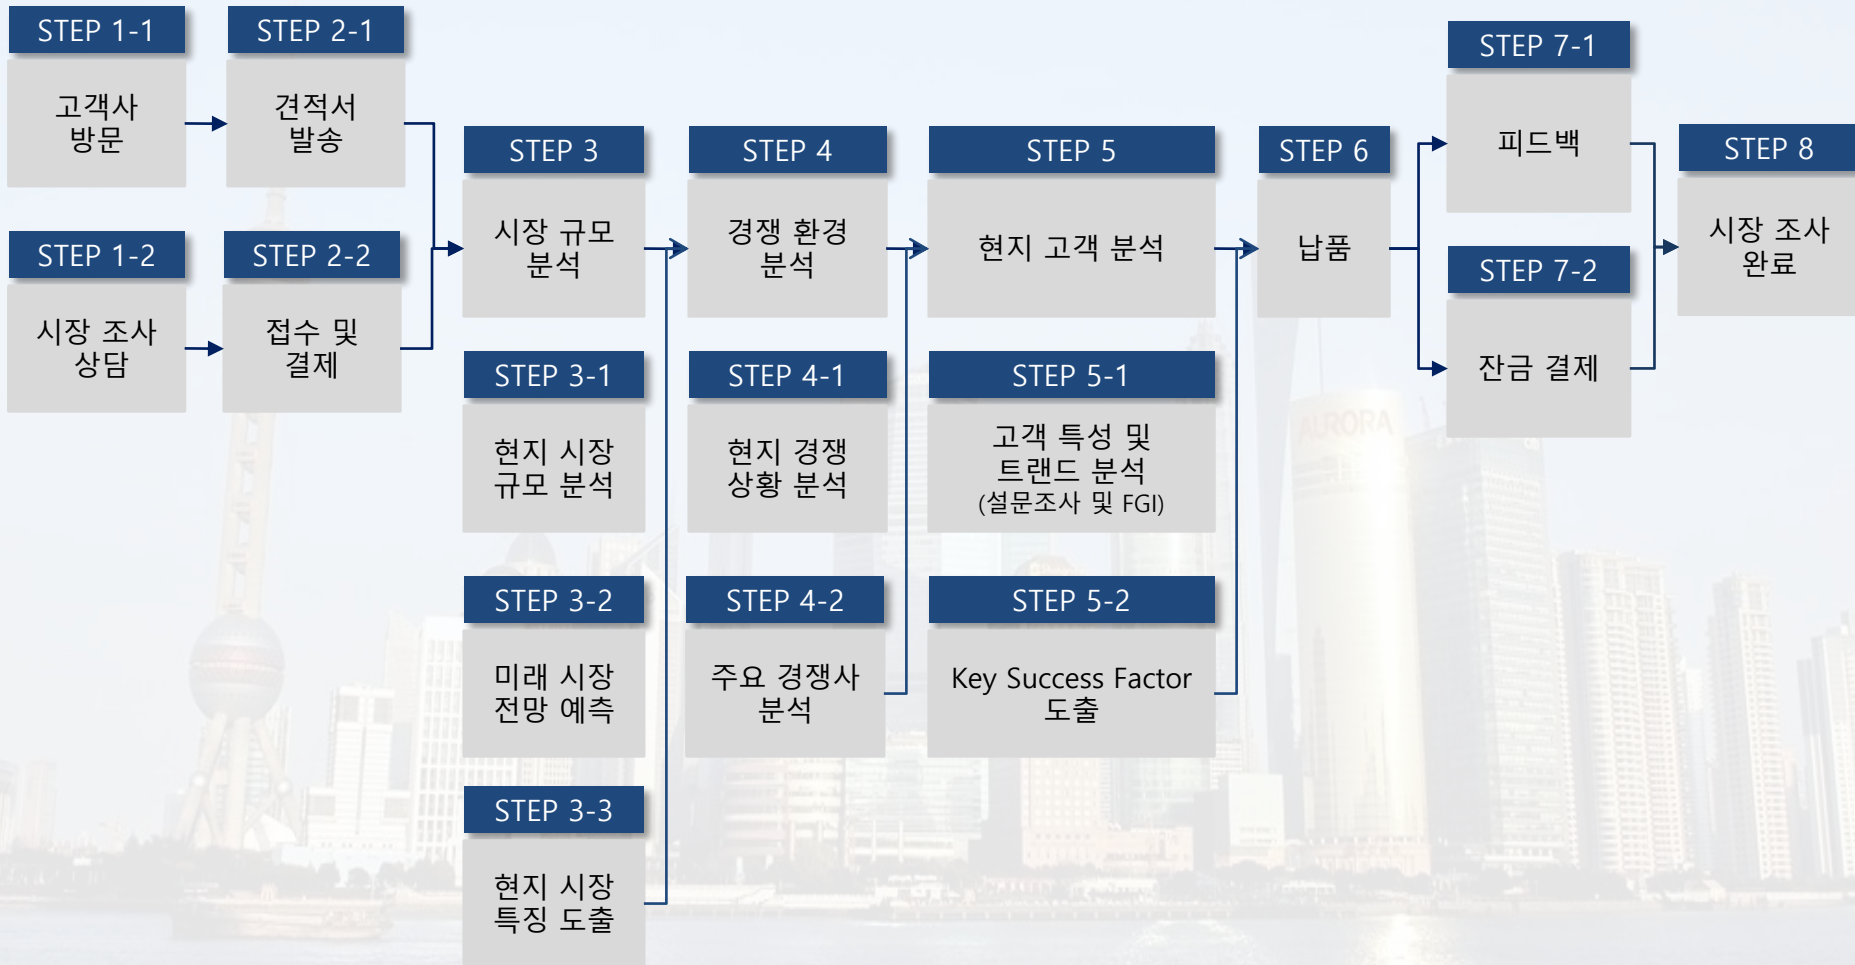 STEP 1-1
고객사
방문
STEP 2-1
견적서
발송
STEP 1-2
시장 조사
상담
STEP 2-2
접수 및
결제
STEP 3
시장 규모
분석
STEP 3-1
현지 시장
규모 분석
STEP 3-2
미래 시장
전망 예측
STEP 3-3
현지 시장
특징 도출
STEP 4
경쟁 환경
분석
STEP 4-1
현지 경쟁
상황 분석
STEP 4-2
주요 경쟁사
분석
STEP 5
현지 고객 분석
STEP 5-1
고객 특성 및
트랜드 분석
(설문조사 및 FGI)
STEP 5-2
Key Success Factor
도출
STEP 6
납품
STEP 7-1
피드백
STEP 7-2
잔금 결제
STEP 8
시장 조사
완료
AURORA